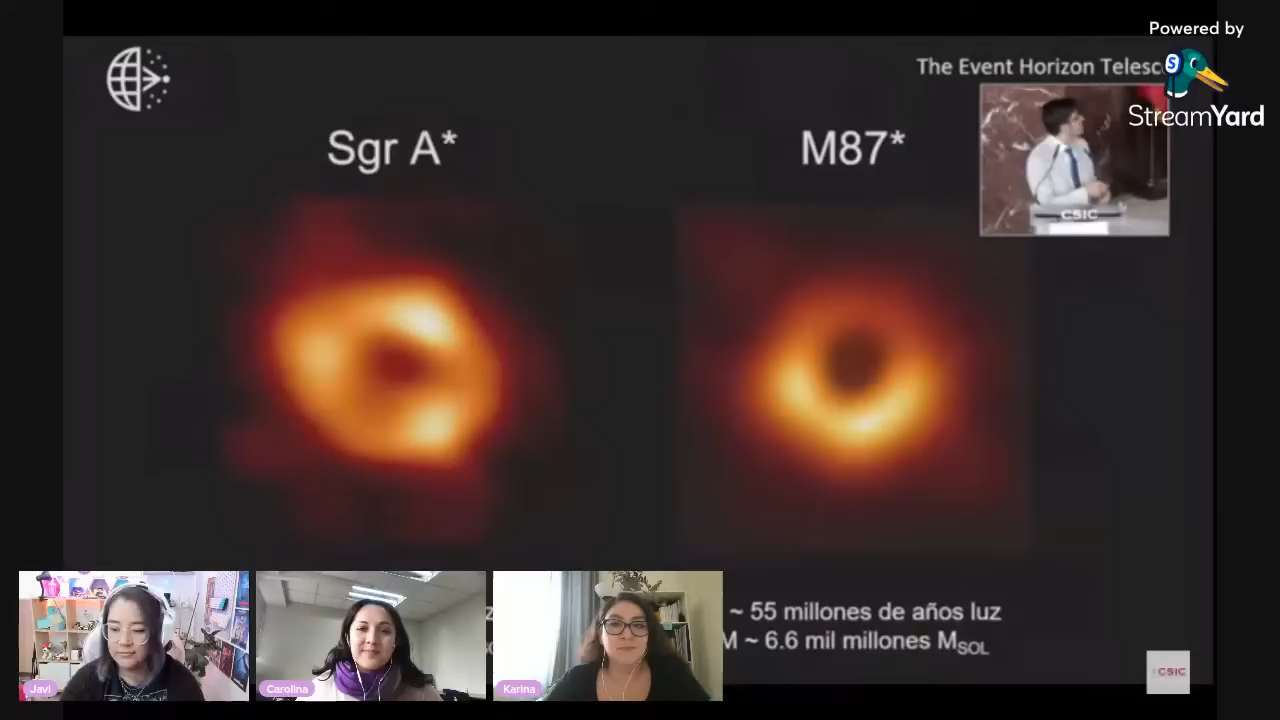 Powered by
StreamYard
The Event Horizon Telesc
Sgr A*
M87*
CSIC
~ 55 millones de años luz
M ~ 6.6 mil millones M_SOL
Javi
Carolina
Karina
CSIC